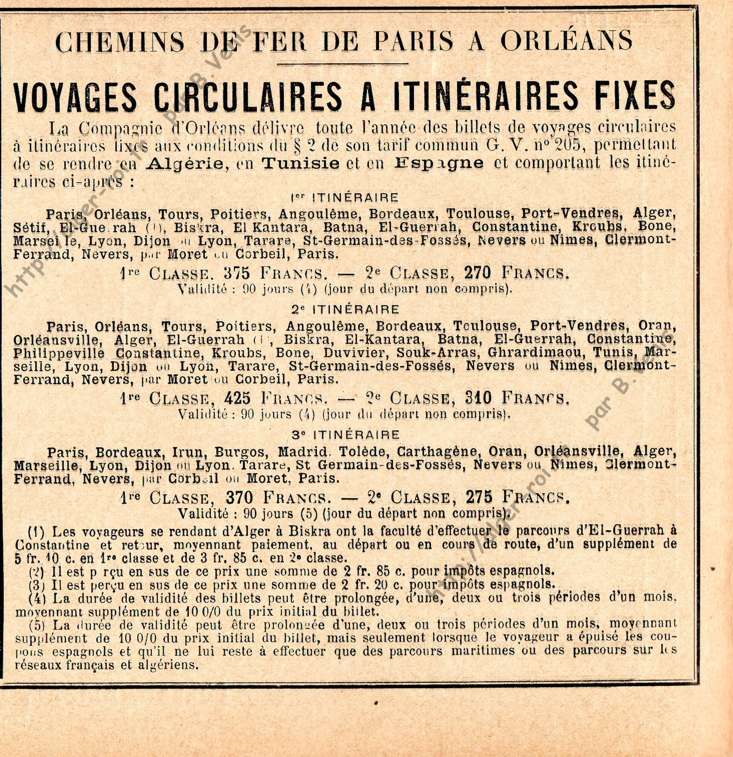 CHEMINS DE FER DE PARIS A ORLÉANS
VOYAGES CIRCULAIRES A ITINÉRAIRES FIXES
La Compagnie d'Orléans délivre toute l'année des billets de voyages circulaires
à itinéraires fixes aux conditions du § 2 de son tarif commun G. V. n° 205, permettant
de se rendre en Algérie, en Tunisie et en Espagne et comportant les itiné-
raires ci-après :
1er ITINÉRAIRE
Paris, Orléans, Tours, Poitiers, Angoulême, Bordeaux, Toulouse, Port-Vendres, Alger,
Sétif, El-Guerrah (1), Biskra, El Kantara, Batna, El-Guerrah, Constantine, Kroubs, Bone,
Marseille, Lyon, Dijon ou Lyon, Tarare, St-Germain-des-Fossés, Nevers ou Nimes, Clermont-
Ferrand, Nevers, par Moret ou Corbeil, Paris.
1re CLASSE. 375 FRANCS. — 2e CLASSE, 270 FRANCS.
Validité : 90 jours (4) (jour du départ non compris).
2e ITINÉRAIRE
Paris, Orléans, Tours, Poitiers, Angoulême, Bordeaux, Toulouse, Port-Vendres, Oran,
Orléansville, Alger, El-Guerrah (1), Biskra, El-Kantara, Batna, El-Guerrah, Constantine,
Philippeville Constantine, Kroubs, Bone, Duvivier, Souk-Arras, Ghrardimaou, Tunis, Mar-
seille, Lyon, Dijon ou Lyon, Tarare, St-Germain-des-Fossés, Nevers ou Nimes, Clermont-
Ferrand, Nevers, par Moret ou Corbeil, Paris.
1re CLASSE, 425 FRANCS. — 2e CLASSE, 310 FRANCS.
Validité : 90 jours (4) (jour du départ non compris).
3e ITINÉRAIRE
Paris, Bordeaux, Irun, Burgos, Madrid, Tolède, Carthagène, Oran, Orléansville, Alger,
Marseille, Lyon, Dijon ou Lyon, Tarare, St Germain-des-Fossés, Nevers ou Nimes, Clermont-
Ferrand, Nevers, par Corbeil ou Moret, Paris.
1re CLASSE, 370 FRANCS. — 2e CLASSE, 275 FRANCS.
Validité : 90 jours (5) (jour du départ non compris).
(1) Les voyageurs se rendant d'Alger à Biskra ont la faculté d'effectuer le parcours d'El-Guerrah à
Constantine et retour, moyennant paiement, au départ ou en cours de route, d'un supplément de
5 fr. 10 c. en 1re classe et de 3 fr. 85 c. en 2e classe.
(2) Il est perçu en sus de ce prix une somme de 2 fr. 85 c. pour impôts espagnols.
(3) Il est perçu en sus de ce prix une somme de 2 fr. 20 c. pour impôts espagnols.
(4) La durée de validité des billets peut être prolongée, d'une, deux ou trois périodes d'un mois,
moyennant supplément de 10 0/0 du prix initial du billet.
(5) La durée de validité peut être prolongée d'une, deux ou trois périodes d'un mois, moyennant
supplément de 10 0/0 du prix initial du billet, mais seulement lorsque le voyageur a épuisé les cou-
pons espagnols et qu'il ne lui reste à effectuer que des parcours maritimes ou des parcours sur les
réseaux français et algériens.
par B. Venis
par B. Venis